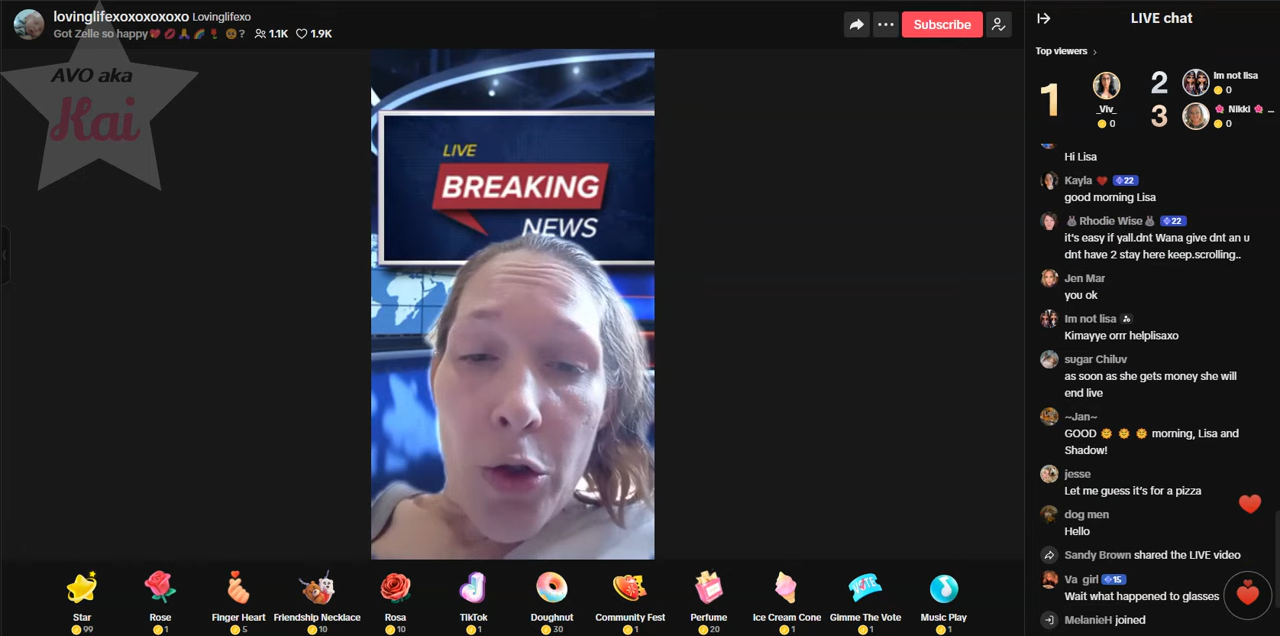 lovinglifexoxoxoxoxo Lovinglifexo
Got Zelle so happy❤️💋🙏🌈🌹😡? 1.1K 1.9K
Subscribe
AVO aka
Kai
LIVE
BREAKING
NEWS
LIVE chat
Top viewers
1
_Viv_
0
2
Im not lisa
0
3
🌸 Nikki 🌸 ...
0
Hi Lisa
Kayla ❤️ 22
good morning Lisa
🐰Rhodie Wise🐰 22
it's easy if yall.dnt Wana give dnt an u
dnt have 2 stay here keep.scrolling..
Jen Mar
you ok
Im not lisa
Kimayye orrr helplisaxo
sugar Chiluv
as soon as she gets money she will
end live
~Jan~
GOOD 🌞 🌞 🌞 morning, Lisa and
Shadow!
jesse
Let me guess it's for a pizza
dog men
Hello
Sandy Brown shared the LIVE video
Va girl 15
Wait what happened to glasses
MelanieH joined
Star
99
Rose
1
Finger Heart
5
Friendship Necklace
10
Rosa
10
TikTok
1
Doughnut
30
Community Fest
1
Perfume
20
Ice Cream Cone
1
VOTE
Gimme The Vote
1
Music Play
1